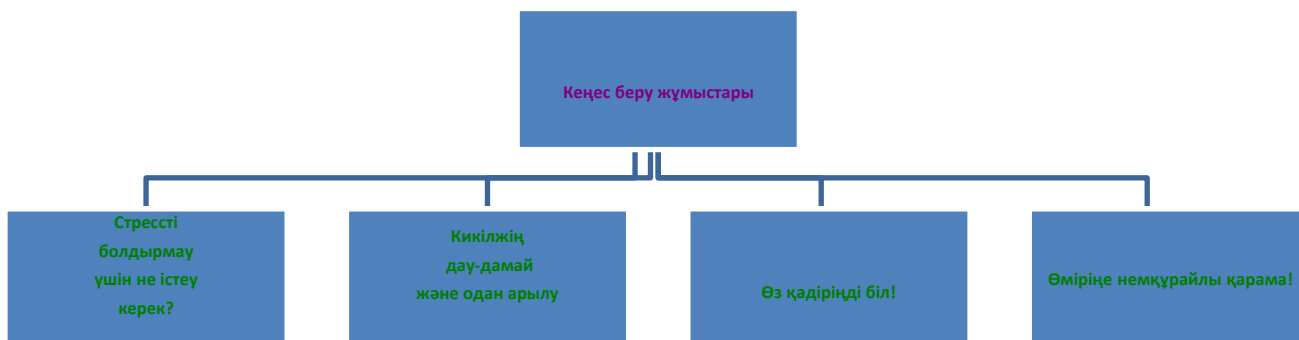 Кеңес беру жұмыстары
Стрессті
болдырмау
үшін не істеу
керек?
Кикілжің
дау-дамай
және одан арылу
Өз қадіріңді біл!
Өміріңе немқұрайлы қарама!